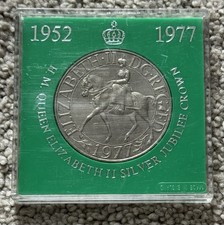 1952 1977
H.M. QUEEN ELIZABETH II SILVER JUBILEE CROWN
ELIZABETH·II D·G·REG F·D
1977